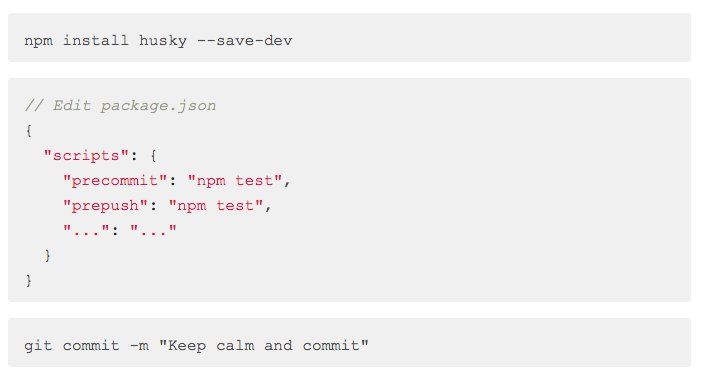 npm install husky --save-dev
// Edit package.json
{
  "scripts": {
    "precommit": "npm test",
    "prepush": "npm test",
    "...": "..."
  }
}
git commit -m "Keep calm and commit"